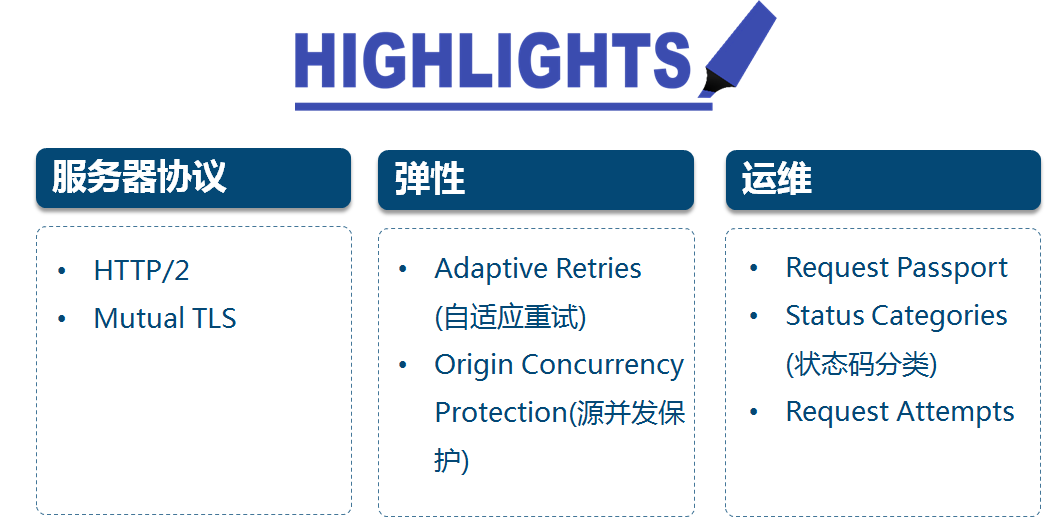 HIGHLIGHTS
服务器协议
• HTTP/2
• Mutual TLS
弹性
• Adaptive Retries
(自适应重试)
• Origin Concurrency
Protection(源并发保
护)
运维
• Request Passport
• Status Categories
(状态码分类)
• Request Attempts